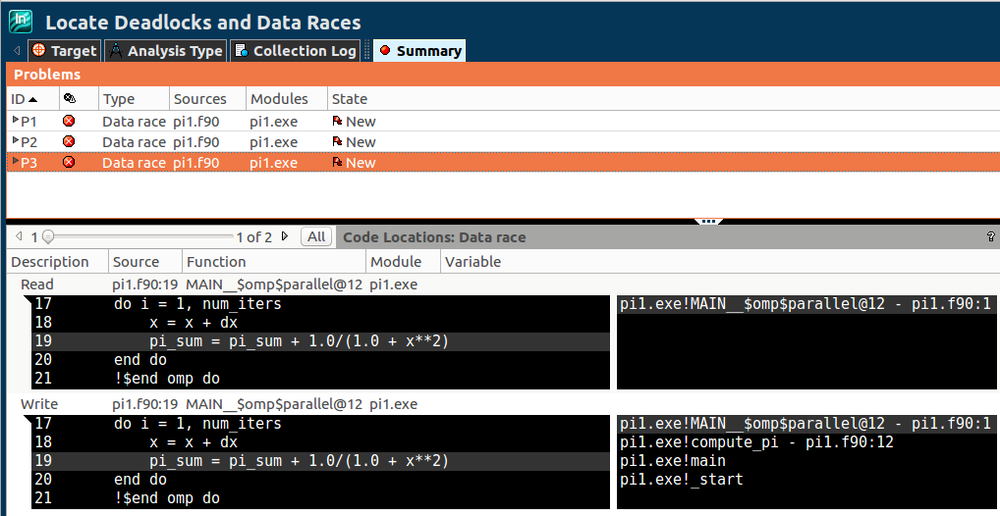 In Locate Deadlocks and Data Races
Target Analysis Type Collection Log Summary
Problems
ID Type Sources Modules State
P1 Data race pi1.f90 pi1.exe New
P2 Data race pi1.f90 pi1.exe New
P3 Data race pi1.f90 pi1.exe New
1 1 of 2 All Code Locations: Data race ?
Description Source Function Module Variable
Read pi1.f90:19 MAIN__$omp$parallel@12 pi1.exe
17 do i = 1, num_iters pi1.exe!MAIN__$omp$parallel@12 - pi1.f90:1
18 x = x + dx
19 pi_sum = pi_sum + 1.0/(1.0 + x**2)
20 end do
21 !$end omp do
Write pi1.f90:19 MAIN__$omp$parallel@12 pi1.exe
17 do i = 1, num_iters pi1.exe!MAIN__$omp$parallel@12 - pi1.f90:1
18 x = x + dx pi1.exe!compute_pi - pi1.f90:12
19 pi_sum = pi_sum + 1.0/(1.0 + x**2) pi1.exe!main
20 end do pi1.exe!_start
21 !$end omp do